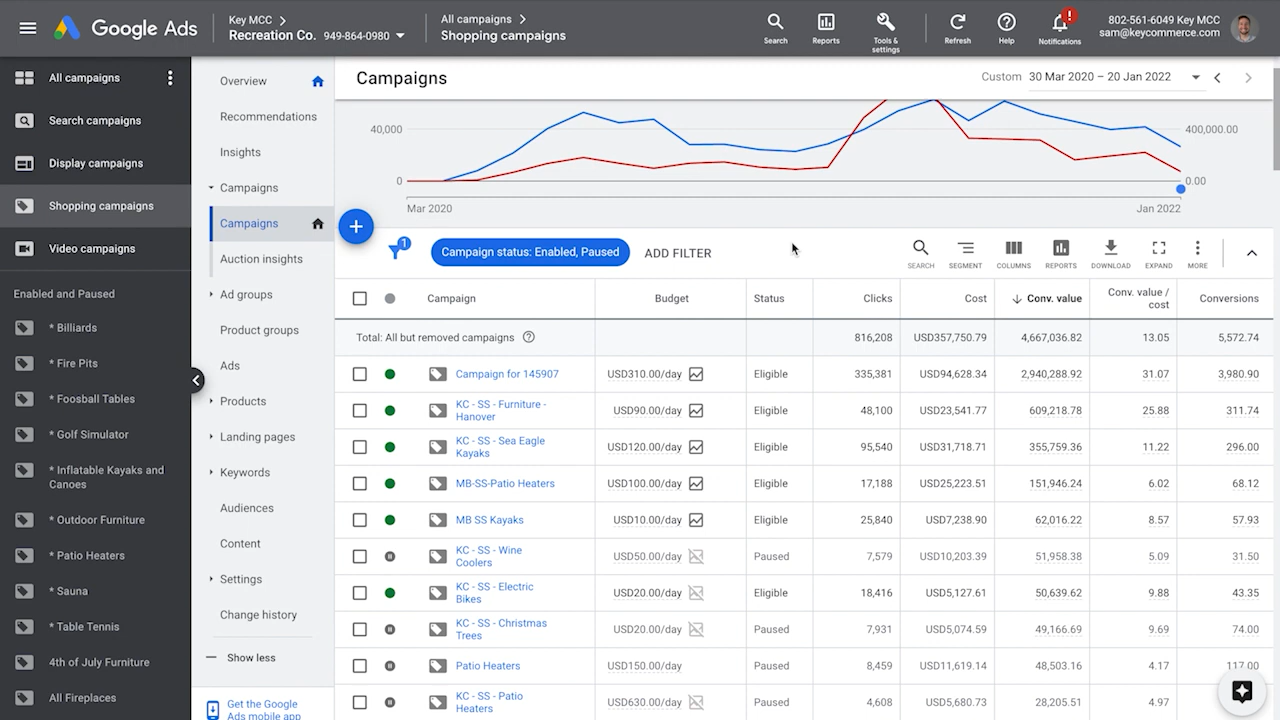 Google Ads
Key MCC
Recreation Co. 949-864-0980
All campaigns
Shopping campaigns
Search
Reports
Tools &
settings
Refresh
Help
!
Notifications
802-561-6049 Key MCC
sam@keycommerce.com
All campaigns
Search campaigns
Display campaigns
Shopping campaigns
Video campaigns
Enabled and Paused
* Billiards
* Fire Pits
* Foosball Tables
* Golf Simulator
* Inflatable Kayaks and
Canoes
* Outdoor Furniture
* Patio Heaters
* Sauna
* Table Tennis
4th of July Furniture
All Fireplaces
Overview
Recommendations
Insights
Campaigns
Campaigns
Auction insights
Ad groups
Product groups
Ads
Products
Landing pages
Keywords
Audiences
Content
Settings
Change history
Show less
Get the Google
Ads mobile app
Campaigns
Custom 30 Mar 2020 – 20 Jan 2022
40,000
400,000.00
0
0.00
Mar 2020
Jan 2022
1
Campaign status: Enabled, Paused
ADD FILTER
SEARCH
SEGMENT
COLUMNS
REPORTS
DOWNLOAD
EXPAND
MORE
Campaign Budget Status Clicks Cost Conv. value Conv. value / cost Conversions
Total: All but removed campaigns 816,208 USD357,750.79 4,667,036.82 13.05 5,572.74
Campaign for 145907 USD310.00/day Eligible 335,381 USD94,628.34 2,940,288.92 31.07 3,980.90
KC - SS - Furniture - Hanover USD90.00/day Eligible 48,100 USD23,541.77 609,218.78 25.88 311.74
KC - SS - Sea Eagle Kayaks USD120.00/day Eligible 95,540 USD31,718.71 355,759.36 11.22 296.00
MB-SS-Patio Heaters USD100.00/day Eligible 17,188 USD25,223.51 151,946.24 6.02 68.12
MB SS Kayaks USD10.00/day Eligible 25,840 USD7,238.90 62,016.22 8.57 57.93
KC - SS - Wine Coolers USD50.00/day Paused 7,579 USD10,203.39 51,958.38 5.09 31.50
KC - SS - Electric Bikes USD20.00/day Eligible 18,416 USD5,127.61 50,639.62 9.88 43.35
KC - SS - Christmas Trees USD20.00/day Paused 7,931 USD5,074.59 49,166.69 9.69 74.00
Patio Heaters USD150.00/day Paused 8,459 USD11,619.14 48,503.16 4.17 117.00
KC - SS - Patio Heaters USD630.00/day Paused 4,608 USD5,680.73 28,205.51 4.97